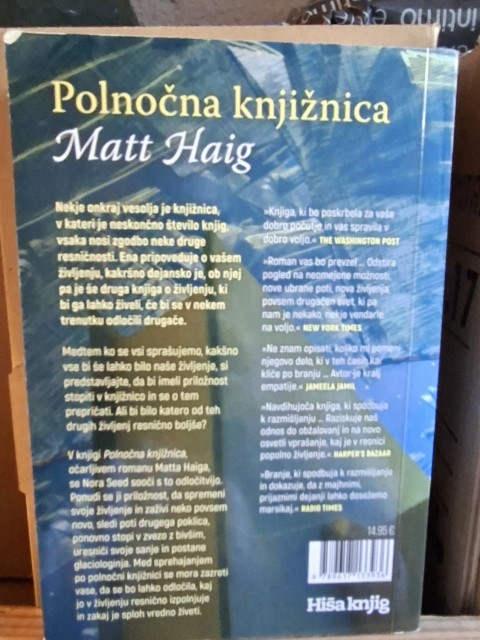 Polnočna knjižnica
Matt Haig
Nekje onkraj vesolja je knjižnica,
v kateri je neskončno število knjig,
vsaka nosi zgodbo neke druge
resničnosti. Ena pripoveduje o vašem
življenju, kakršno dejansko je, ob njej
pa je še druga knjiga o življenju, ki
bi ga lahko živeli, če bi se v nekem
trenutku odločili drugače.
Medtem ko se vsi sprašujemo, kakšno
vse bi še lahko bilo naše življenje, si
predstavljajte, da bi imeli priložnost
stopiti v knjižnico in se o tem
prepričati. Ali bi bilo katero od teh
drugih življenj resnično boljše?
V knjigi Polnočna knjižnica,
očarljivem romanu Matta Haiga,
se Nora Seed sooči s to odločitvijo.
Ponudi se ji priložnost, da spremeni
svoje življenje in zaživi neko povsem
novo, sledi poti drugega poklica,
ponovno stopi v zvezo z bivšim,
uresniči svoje sanje in postane
glaciologinja. Med sprehajanjem
po polnočni knjižnici se mora zazreti
vase, da se bo lahko odločila, kaj
jo v življenju resnično izpolnjuje
in zakaj je sploh vredno živeti.
»Knjiga, ki bo poskrbela za vaše
dobro počutje in vas spravila v
dobro voljo.« THE WASHINGTON POST
»Roman vas bo prevzel ... Odstira
pogled na neomejene možnosti,
nove ubrane poti, nova življenja,
povsem drugačen svet, ki pa
nam je nekako, nekje vendarle
na voljo.« NEW YORK TIMES
»Ne znam opisati, koliko mi pomeni
njegovo delo, ki v teh časih kar
kliče po branju ... Avtor je kralj
empatije.« JAMEELA JAMIL
»Navdihujoča knjiga, ki spodbuja
k razmišljanju ... Raziskuje naš
odnos do obžalovanj in na novo
osvetli vprašanje, kaj je v resnici
popolno življenje.« HARPER'S BAZAAR
»Branje, ki spodbuja k razmišljanju
in dokazuje, da z majhnimi,
prijaznimi dejanji lahko dosežemo
marsikaj.« RADIO TIMES
14,95 €
Hiša knjig
intimo